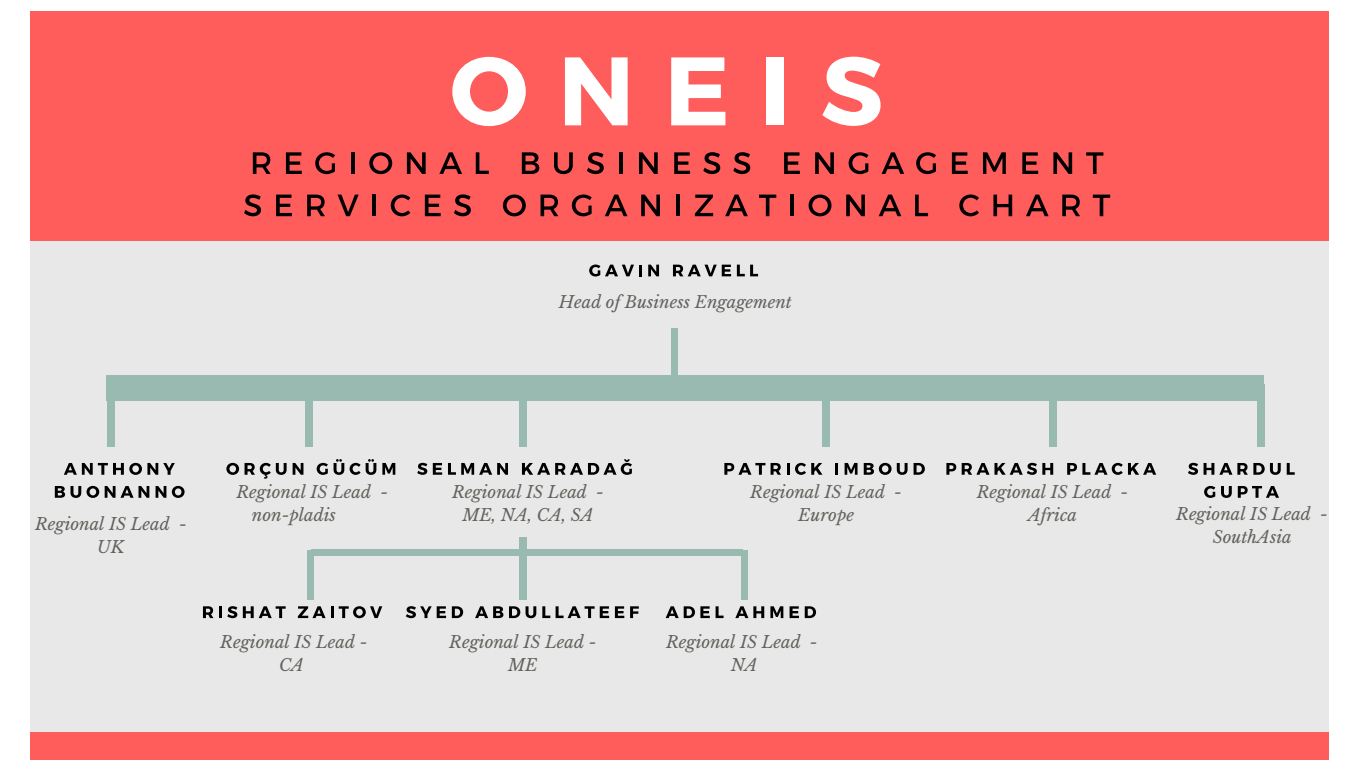 ONEIS
REGIONAL BUSINESS ENGAGEMENT
SERVICES ORGANIZATIONAL CHART
GAVIN RAVELL
Head of Business Engagement
ANTHONY
BUONANNO
Regional IS Lead -
UK
ORÇUN GÜCÜM
Regional IS Lead -
non-pladis
SELMAN KARADAĞ
Regional IS Lead -
ME, NA, CA, SA
PATRICK IMBOUD
Regional IS Lead -
Europe
PRAKASH PLACKA
Regional IS Lead -
Africa
SHARDUL
GUPTA
Regional IS Lead -
SouthAsia
RISHAT ZAITOV
Regional IS Lead -
CA
SYED ABDULLATEEF
Regional IS Lead -
ME
ADEL AHMED
Regional IS Lead -
NA